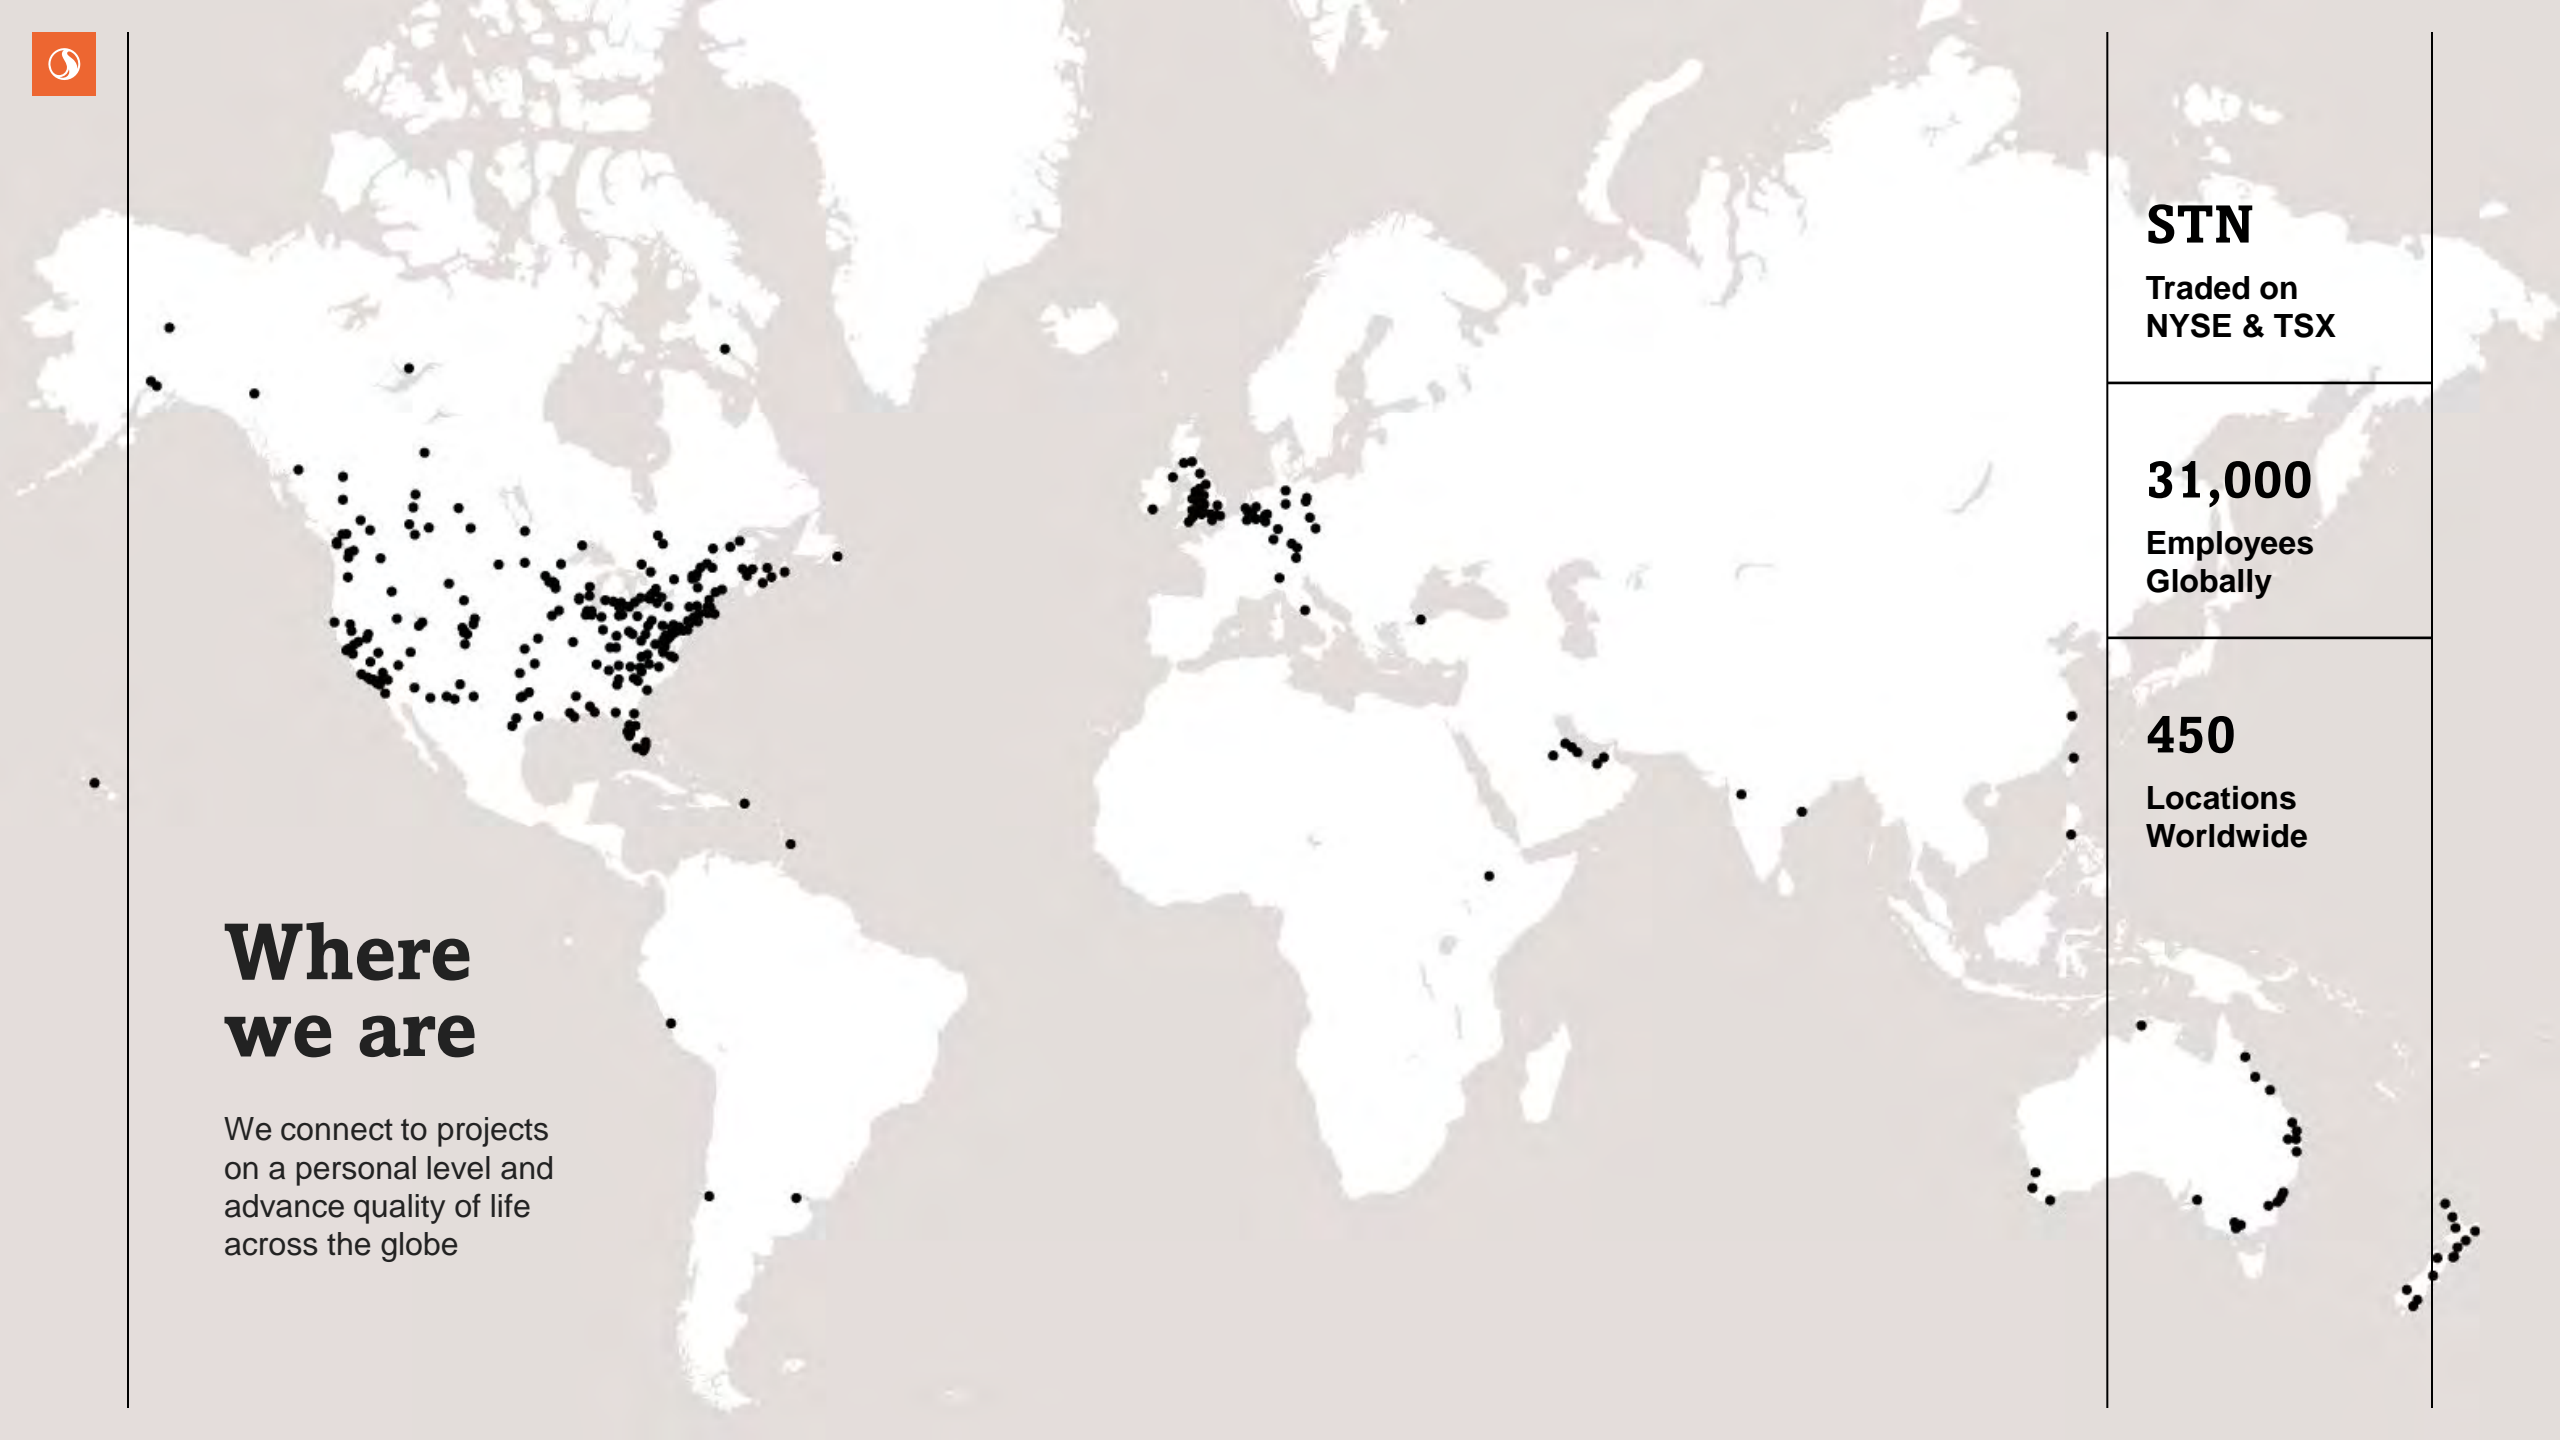 Where
we are
We connect to projects
on a personal level and
advance quality of life
across the globe
STN
Traded on
NYSE & TSX
31,000
Employees
Globally
450
Locations
Worldwide